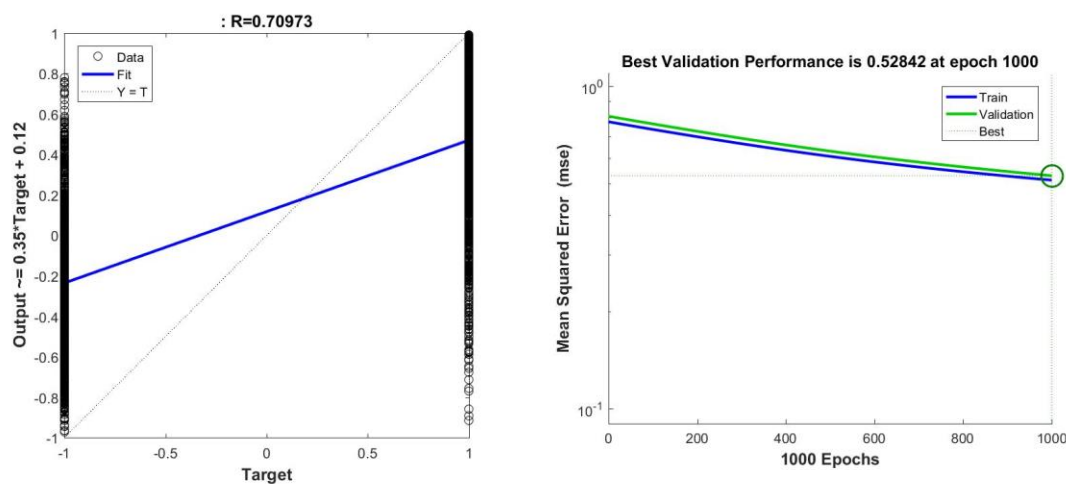 : R=0.70973
Data
Fit
Y = T
Output ~= 0.35*Target + 0.12
1
0.8
0.6
0.4
0.2
0
-0.2
-0.4
-0.6
-0.8
-1
-1
-0.5
0
0.5
1
Target
Best Validation Performance is 0.52842 at epoch 1000
Train
Validation
Best
Mean Squared Error (mse)
10^0
10^-1
0
200
400
600
800
1000
1000 Epochs